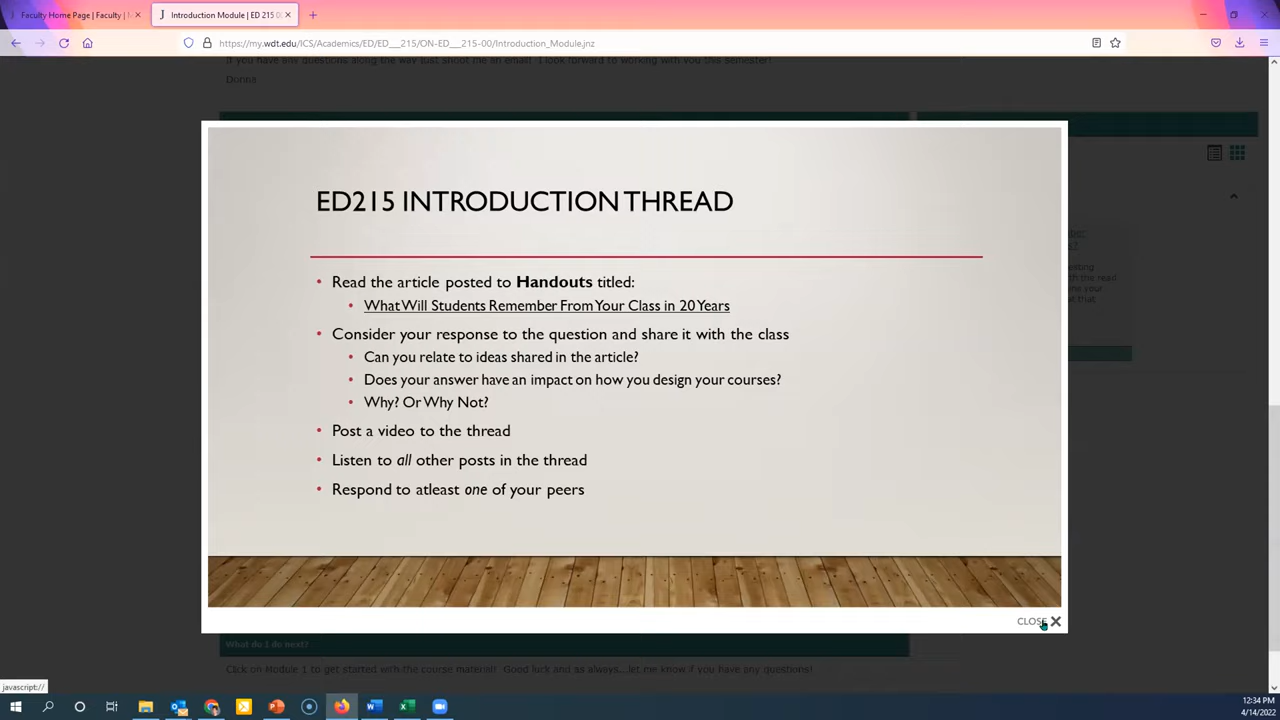 Faculty Home Page | Faculty |
Introduction Module | ED 215
https://my.wdt.edu/ICS/Academics/ED/ED__215/ON-ED__215-00/Introduction_Module.jnz
If you have any questions along the way just shoot me an email! I look forward to working with you this semester!
Donna
ED215 INTRODUCTION THREAD
• Read the article posted to Handouts titled:
• What Will Students Remember From Your Class in 20 Years
• Consider your response to the question and share it with the class
• Can you relate to ideas shared in the article?
• Does your answer have an impact on how you design your courses?
• Why? Or Why Not?
• Post a video to the thread
• Listen to all other posts in the thread
• Respond to atleast one of your peers
CLOSE
What do I do next?
Click on Module 1 to get started with the course material! Good luck and as always...let me know if you have any questions!
javascript://
12:34 PM
4/14/2022